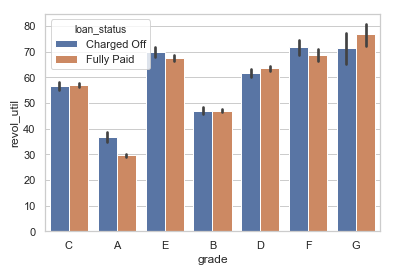 loan_status
Charged Off
Fully Paid
80
70
60
50
40
30
20
10
0
revol_util
C A E B D F G
grade